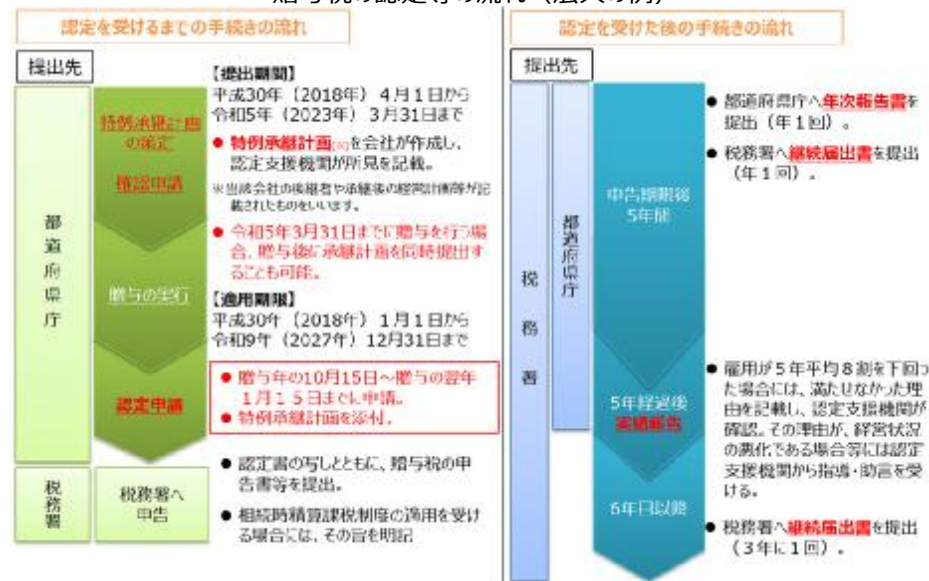 認定を受けるまでの手続きの流れ
提出先
都道府県庁
特例承継計画
の策定
確認申請
贈与の実行
認定申請
【提出期間】
平成30年（2018年）4月1日から
令和5年（2023年）3月31日まで
● 特例承継計画を会社が作成し、
認定支援機関が所見を記載。
※当該会社の後継者や承継後の経営計画等が記
載されたものをいいます。
● 令和5年3月31日までに贈与を行う場
合、贈与後に承継計画を同時提出す
ることも可能。
【適用期限】
平成30年（2018年）1月1日から
令和9年（2027年）12月31日まで
● 贈与年の10月15日～贈与の翌年
1月15日までに申請。
● 特例承継計画を添付。
税務署
税務署へ
申告
● 認定書の写しとともに、贈与税の申
告書等を提出。
● 相続時精算課税制度の適用を受け
る場合には、その旨を明記
認定を受けた後の手続きの流れ
提出先
税務署
都道府県庁
申告期限後
5年間
5年経過後
実績報告
6年目以降
● 都道府県庁へ年次報告書を
提出（年1回）。
● 税務署へ継続届出書を提出
（年1回）。
● 雇用が5年平均8割を下回っ
た場合には、満たせなかった理
由を記載し、認定支援機関が
確認。その理由が、経営状況
の悪化である場合等には認定
支援機関から指導・助言を受
ける。
● 税務署へ継続届出書を提出
（3年に1回）。